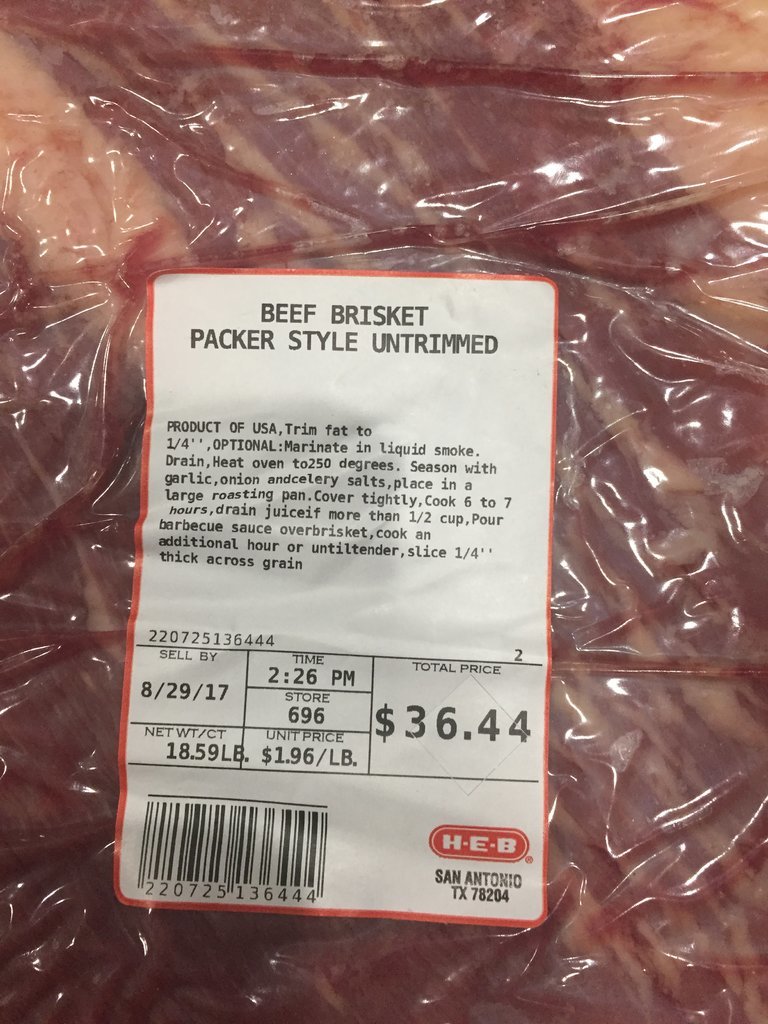 BEEF BRISKET
PACKER STYLE UNTRIMMED
PRODUCT OF USA,Trim fat to
1/4'',OPTIONAL:Marinate in liquid smoke.
Drain,Heat oven to250 degrees. Season with
garlic,onion andcelery salts,place in a
large roasting pan.Cover tightly,Cook 6 to 7
hours,drain juiceif more than 1/2 cup,Pour
barbecue sauce overbrisket,cook an
additional hour or untiltender,slice 1/4''
thick across grain
220725136444 2
SELL BY TIME TOTAL PRICE
8/29/17 2:26 PM $36.44
STORE
696
NET WT/CT UNIT PRICE
18.59LB. $1.96/LB.
220725 136444
H-E-B®
SAN ANTONIO
TX 78204